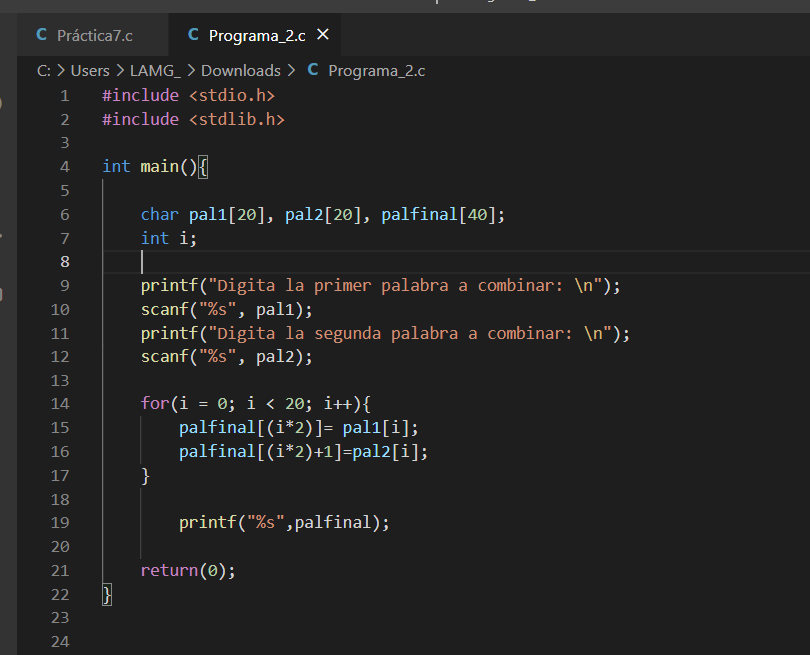 C Práctica7.c
C Programa_2.c ×
C: > Users > LAMG_ > Downloads > C Programa_2.c
1 #include <stdio.h>
2 #include <stdlib.h>
3
4 int main(){
5
6 char pal1[20], pal2[20], palfinal[40];
7 int i;
8
9 printf("Digita la primer palabra a combinar: \n");
10 scanf("%s", pal1);
11 printf("Digita la segunda palabra a combinar: \n");
12 scanf("%s", pal2);
13
14 for(i = 0; i < 20; i++){
15 palfinal[(i*2)]= pal1[i];
16 palfinal[(i*2)+1]=pal2[i];
17 }
18
19 printf("%s",palfinal);
20
21 return(0);
22 }
23
24